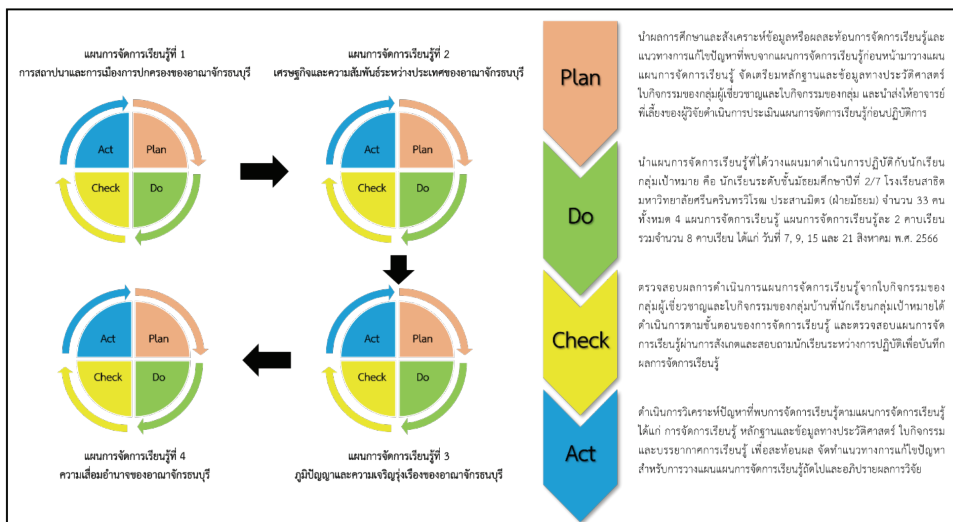 แผนการจัดการเรียนรู้ที่ 1
การสถาปนาและการเมืองการปกครองของอาณาจักรธนบุรี
Act
Plan
Check
Do
แผนการจัดการเรียนรู้ที่ 2
เศรษฐกิจและความสัมพันธ์ระหว่างประเทศของอาณาจักรธนบุรี
Act
Plan
Check
Do
Act
Plan
Check
Do
แผนการจัดการเรียนรู้ที่ 4
ความเสื่อมอำนาจของอาณาจักรธนบุรี
Act
Plan
Check
Do
แผนการจัดการเรียนรู้ที่ 3
ภูมิปัญญาและความเจริญรุ่งเรืองของอาณาจักรธนบุรี
Plan
นำผลการศึกษาและสังเคราะห์ข้อมูลหรือผลสะท้อนการจัดการเรียนรู้และ
แนวทางการแก้ไขปัญหาที่พบจากแผนการจัดการเรียนรู้ก่อนหน้ามาวางแผน
แผนการจัดการเรียนรู้ จัดเตรียมหลักฐานและข้อมูลทางประวัติศาสตร์
ใบกิจกรรมของกลุ่มผู้เชี่ยวชาญและใบกิจกรรมของกลุ่ม และนำส่งให้อาจารย์
พี่เลี้ยงของผู้วิจัยดำเนินการประเมินแผนการจัดการเรียนรู้ก่อนปฏิบัติการ
Do
นำแผนการจัดการเรียนรู้ที่ได้วางแผนมาดำเนินการปฏิบัติกับนักเรียน
กลุ่มเป้าหมาย คือ นักเรียนระดับชั้นมัธยมศึกษาปีที่ 2/7 โรงเรียนสาธิต
มหาวิทยาลัยศรีนครินทรวิโรฒ ประสานมิตร (ฝ่ายมัธยม) จำนวน 33 คน
ทั้งหมด 4 แผนการจัดการเรียนรู้ แผนการจัดการเรียนรู้ละ 2 คาบเรียน
รวมจำนวน 8 คาบเรียน ได้แก่ วันที่ 7, 9, 15 และ 21 สิงหาคม พ.ศ. 2566
Check
ตรวจสอบผลการดำเนินการแผนการจัดการเรียนรู้จากใบกิจกรรมของ
กลุ่มผู้เชี่ยวชาญและใบกิจกรรมของกลุ่มบ้านที่นักเรียนกลุ่มเป้าหมายได้
ดำเนินการตามขั้นตอนของการจัดการเรียนรู้ และตรวจสอบแผนการจัด
การเรียนรู้ผ่านการสังเกตและสอบถามนักเรียนระหว่างการปฏิบัติเพื่อบันทึก
ผลการจัดการเรียนรู้
Act
ดำเนินการวิเคราะห์ปัญหาที่พบการจัดการเรียนรู้ตามแผนการจัดการเรียนรู้
ได้แก่ การจัดการเรียนรู้ หลักฐานและข้อมูลทางประวัติศาสตร์ ใบกิจกรรม
และบรรยากาศการเรียนรู้ เพื่อสะท้อนผล จัดทำแนวทางการแก้ไขปัญหา
สำหรับการวางแผนแผนการจัดการเรียนรู้ถัดไปและอภิปรายผลการวิจัย